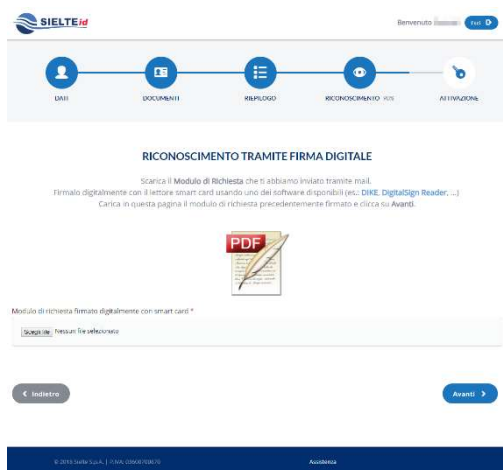 SIELTEid
Benvenuto
Esci
DATI
DOCUMENTI
RIEPILOGO
RICONOSCIMENTO
ATTIVAZIONE
RICONOSCIMENTO TRAMITE FIRMA DIGITALE
Scarica il Modulo di Richiesta che ti abbiamo inviato tramite mail.
Firmalo digitalmente con il lettore smart card usando uno dei software disponibili (es.: DIKE, DigitalSign Reader, ...)
Carica in questa pagina il modulo di richiesta precedentemente firmato e clicca su Avanti.
PDF
Modulo di richiesta firmato digitalmente con smart card *
Scegli file Nessun file selezionato
Indietro
Avanti
Sielte S.p.A. | P.IVA:
Assistenza